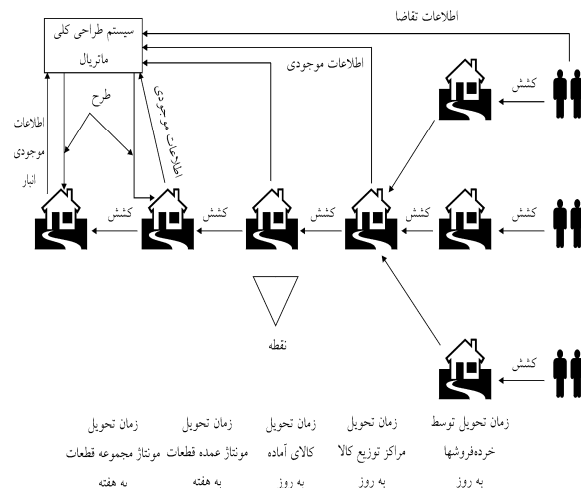 اطلاعات تقاضا
سیستم طراحی کلی
ماتریال
اطلاعات موجودی
کشش
طرح
اطلاعات
موجودی
انبار
اطلاعات موجودی
کشش
کشش
کشش
کشش
کشش
نقطه
کشش
زمان تحویل توسط
خرده‌فروشها
به روز
زمان تحویل
مراکز توزیع کالا
به روز
زمان تحویل
کالای آماده
به روز
زمان تحویل
مونتاژ عمده قطعات
به هفته
زمان تحویل
مونتاژ مجموعه قطعات
به هفته